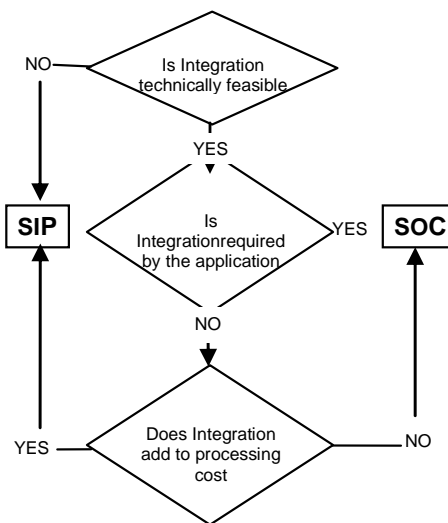 NO
Is Integration
technically feasible
YES
SIP
Is
Integrationrequired
by the application
YES
SOC
NO
YES
Does Integration
add to processing
cost
NO